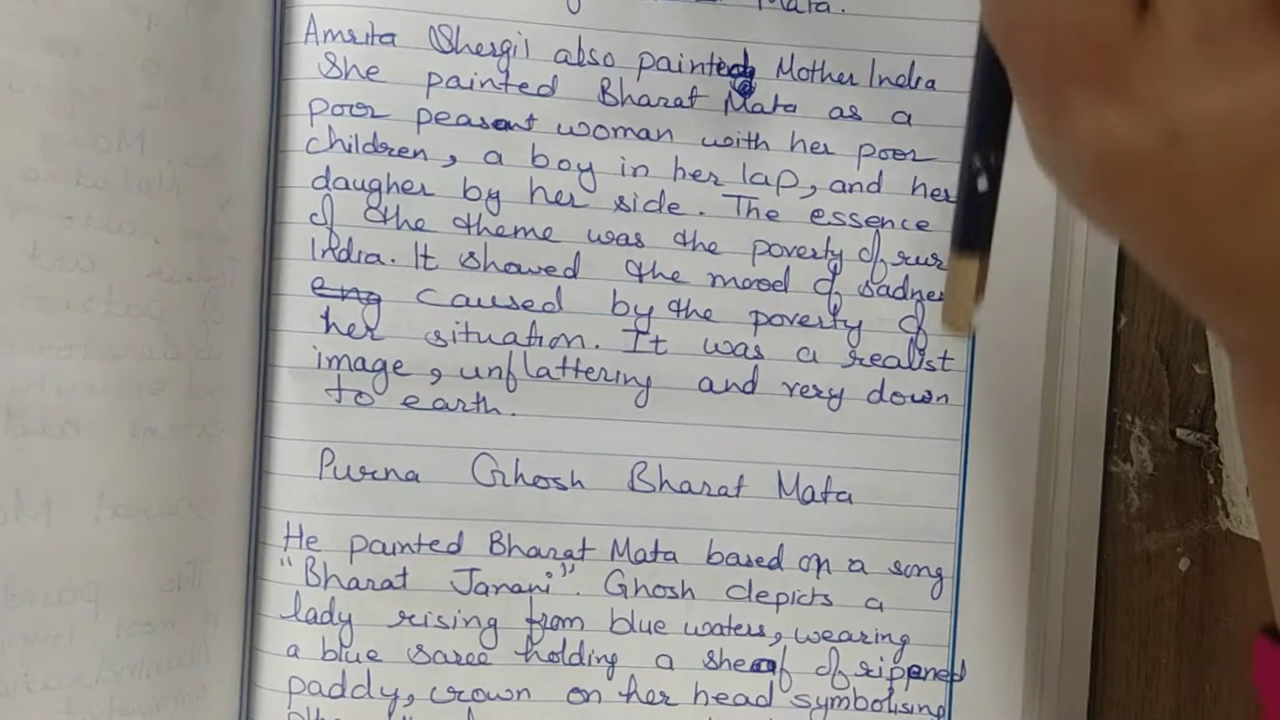 Mata.
Amrita Shergil also painted Mother India
She painted Bharat Mata as a
poor peasant woman with her poor
children, a boy in her lap, and her
daugher by her side. The essence
of the theme was the poverty of rur
India. It showed the mood of sadnes
eng caused by the poverty of
her situation. It was a realist
image, unflattering and very down
to earth.
Purna Ghosh Bharat Mata
He painted Bharat Mata based on a song
"Bharat Janani". Ghosh depicts a
lady rising from blue waters, wearing
a blue saree holding a sheaf of rippened
paddy, crown on her head symbolising